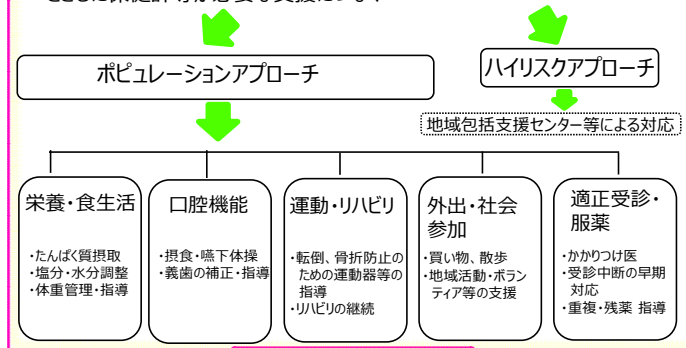 ポピュレーションアプローチ
ハイリスクアプローチ
地域包括支援センター等による対応
栄養・食生活
・たんぱく質摂取
・塩分・水分調整
・体重管理・指導
口腔機能
・摂食・嚥下体操
・義歯の補正・指導
運動・リハビリ
・転倒、骨折防止の
ための運動器等の
指導
・リハビリの継続
外出・社会
参加
・買い物、散歩
・地域活動・ボラン
ティア等の支援
適正受診・
服薬
・かかりつけ医
・受診中断の早期
対応
・重複・残薬 指導